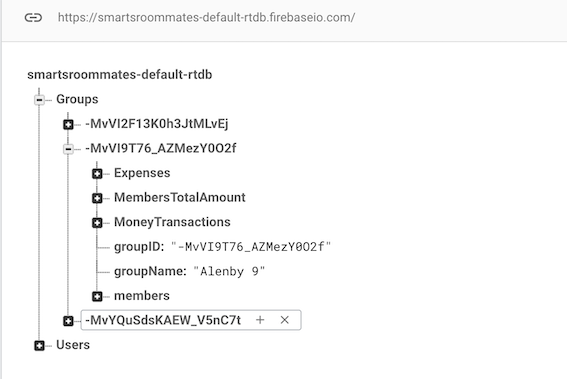 https://smartsroommates-default-rtdb.firebaseio.com/
smartsroommates-default-rtdb
Groups
-MvVI2F13K0h3JtMLvEj
-MvVI9T76_AZMezY0O2f
Expenses
MembersTotalAmount
MoneyTransactions
groupID: "-MvVI9T76_AZMezY0O2f"
groupName: "Alenby 9"
members
-MvYQuSdsKAEW_V5nC7t + ×
Users